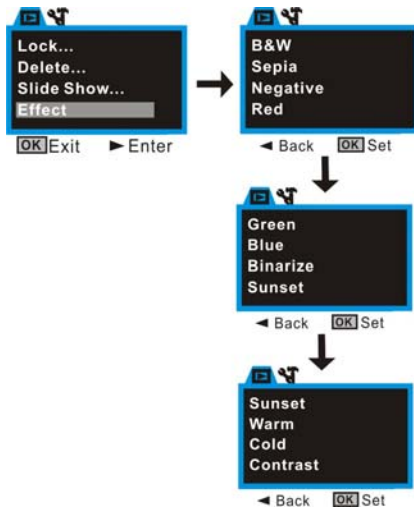 Lock...
Delete...
Slide Show...
Effect
OK Exit ► Enter
B&W
Sepia
Negative
Red
◄ Back OK Set
Green
Blue
Binarize
Sunset
◄ Back OK Set
Sunset
Warm
Cold
Contrast
◄ Back OK Set